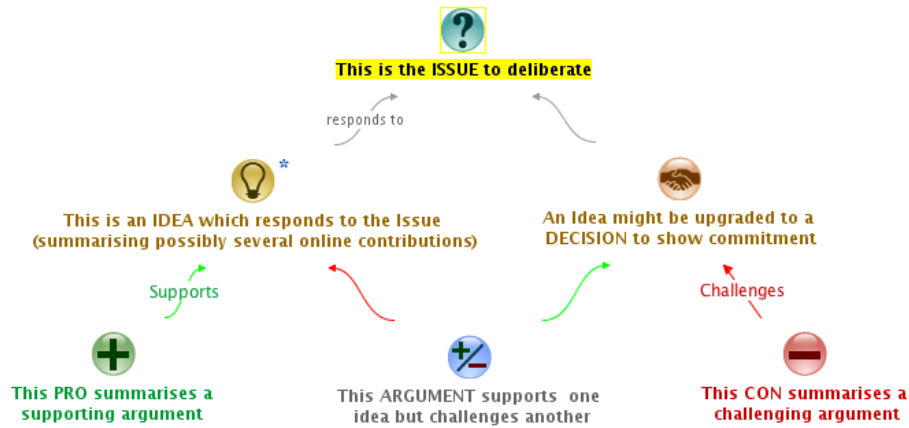 ?
This is the ISSUE to deliberate
responds to
*
This is an IDEA which responds to the Issue
(summarising possibly several online contributions)
An Idea might be upgraded to a
DECISION to show commitment
Supports
Challenges
This PRO summarises a
supporting argument
This ARGUMENT supports one
idea but challenges another
This CON summarises a
challenging argument